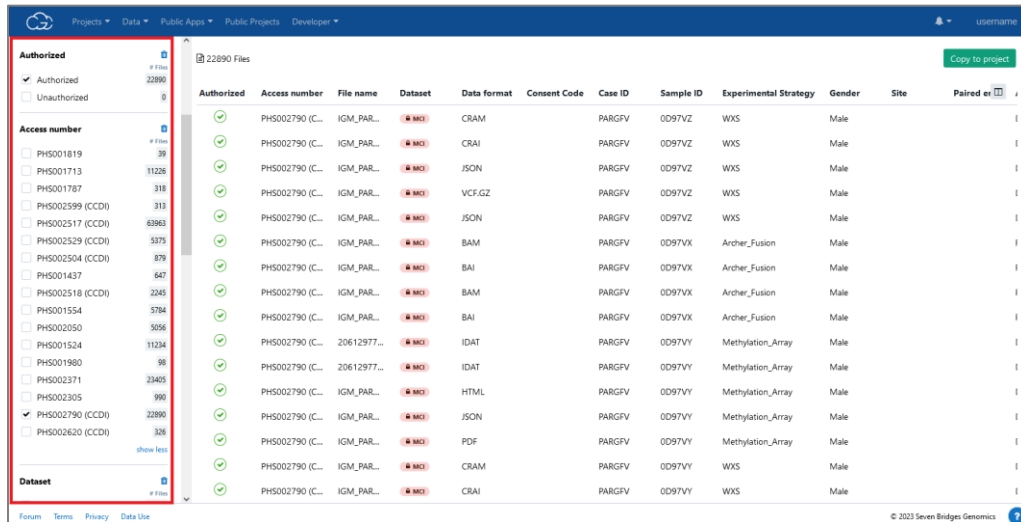 Projects Data Public Apps Public Projects Developer username
Authorized
# Files
Authorized 22890
Unauthorized 0
Access number
# Files
PHS001819 39
PHS001713 11226
PHS001787 318
PHS002599 (CCDI) 313
PHS002517 (CCDI) 63963
PHS002529 (CCDI) 5375
PHS002504 (CCDI) 879
PHS001437 647
PHS002518 (CCDI) 2245
PHS001554 5784
PHS002050 5056
PHS001524 11234
PHS001980 98
PHS002371 23405
PHS002305 990
PHS002790 (CCDI) 22890
PHS002620 (CCDI) 326
show less
Dataset
# Files
22890 Files Copy to project
Authorized Access number File name Dataset Data format Consent Code Case ID Sample ID Experimental Strategy Gender Site Paired en
PHS002790 (C... IGM_PAR... MCI CRAM PARGFV 0D97VZ WXS Male
PHS002790 (C... IGM_PAR... MCI CRAI PARGFV 0D97VZ WXS Male
PHS002790 (C... IGM_PAR... MCI JSON PARGFV 0D97VZ WXS Male
PHS002790 (C... IGM_PAR... MCI VCF.GZ PARGFV 0D97VZ WXS Male
PHS002790 (C... IGM_PAR... MCI JSON PARGFV 0D97VZ WXS Male
PHS002790 (C... IGM_PAR... MCI BAM PARGFV 0D97VX Archer_Fusion Male
PHS002790 (C... IGM_PAR... MCI BAI PARGFV 0D97VX Archer_Fusion Male
PHS002790 (C... IGM_PAR... MCI BAM PARGFV 0D97VX Archer_Fusion Male
PHS002790 (C... IGM_PAR... MCI BAI PARGFV 0D97VX Archer_Fusion Male
PHS002790 (C... 20612977... MCI IDAT PARGFV 0D97VY Methylation_Array Male
PHS002790 (C... 20612977... MCI IDAT PARGFV 0D97VY Methylation_Array Male
PHS002790 (C... IGM_PAR... MCI HTML PARGFV 0D97VY Methylation_Array Male
PHS002790 (C... IGM_PAR... MCI JSON PARGFV 0D97VY Methylation_Array Male
PHS002790 (C... IGM_PAR... MCI PDF PARGFV 0D97VY Methylation_Array Male
PHS002790 (C... IGM_PAR... MCI CRAM PARGFV 0D97VY WXS Male
PHS002790 (C... IGM_PAR... MCI CRAI PARGFV 0D97VY WXS Male
Forum Terms Privacy Data Use © 2023 Seven Bridges Genomics ?